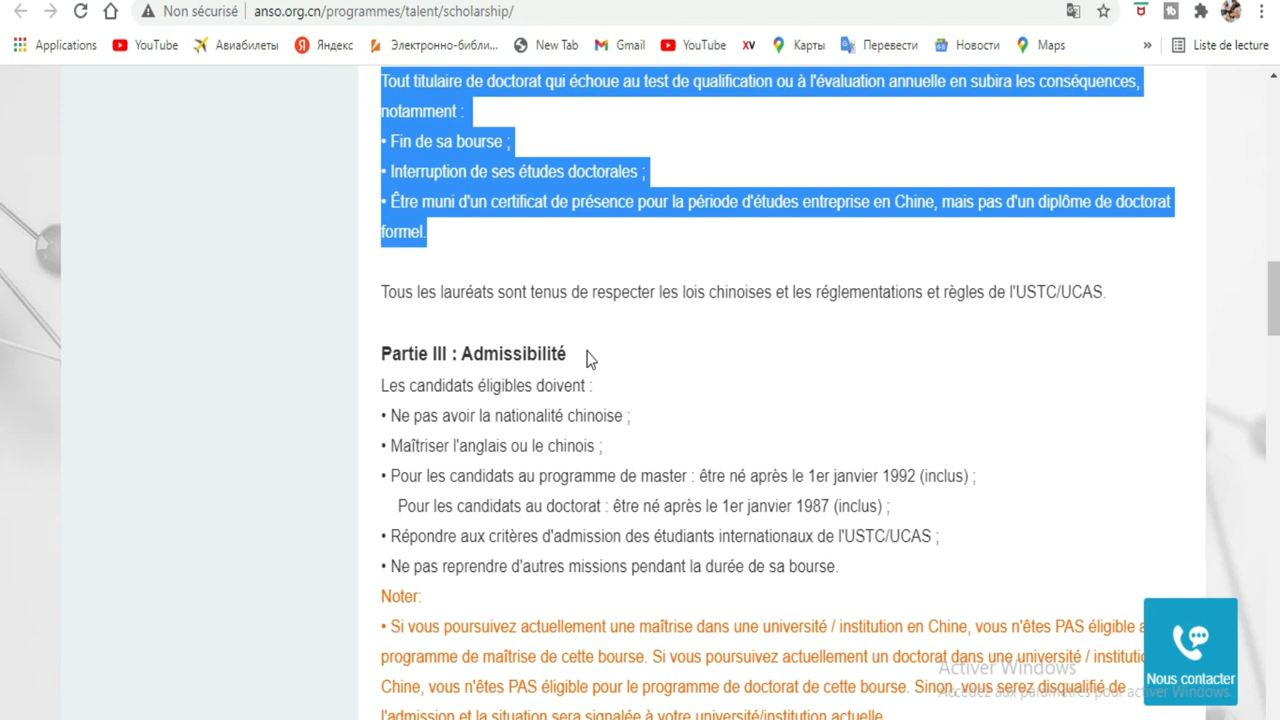 Non sécurisé | anso.org.cn/programmes/talent/scholarship/
Applications YouTube Авиабилеты Яндекс Электронно-библи... New Tab Gmail YouTube XV Карты Перевести Новости Maps » Liste de lecture
Tout titulaire de doctorat qui échoue au test de qualification ou à l'évaluation annuelle en subira les conséquences,
notamment :
• Fin de sa bourse ;
• Interruption de ses études doctorales ;
• Être muni d'un certificat de présence pour la période d'études entreprise en Chine, mais pas d'un diplôme de doctorat
formel.
Tous les lauréats sont tenus de respecter les lois chinoises et les réglementations et règles de l'USTC/UCAS.
Partie III : Admissibilité
Les candidats éligibles doivent :
• Ne pas avoir la nationalité chinoise ;
• Maîtriser l'anglais ou le chinois ;
• Pour les candidats au programme de master : être né après le 1er janvier 1992 (inclus) ;
Pour les candidats au doctorat : être né après le 1er janvier 1987 (inclus) ;
• Répondre aux critères d'admission des étudiants internationaux de l'USTC/UCAS ;
• Ne pas reprendre d'autres missions pendant la durée de sa bourse.
Noter:
• Si vous poursuivez actuellement une maîtrise dans une université / institution en Chine, vous n'êtes PAS éligible a
programme de maîtrise de cette bourse. Si vous poursuivez actuellement un doctorat dans une université / institutio
Chine, vous n'êtes PAS éligible pour le programme de doctorat de cette bourse. Sinon, vous serez disqualifié de
l'admission et la situation sera signalée à votre université/institution actuelle.
Nous contacter
Activer Windows
Accédez aux paramètres pour activer Windows.